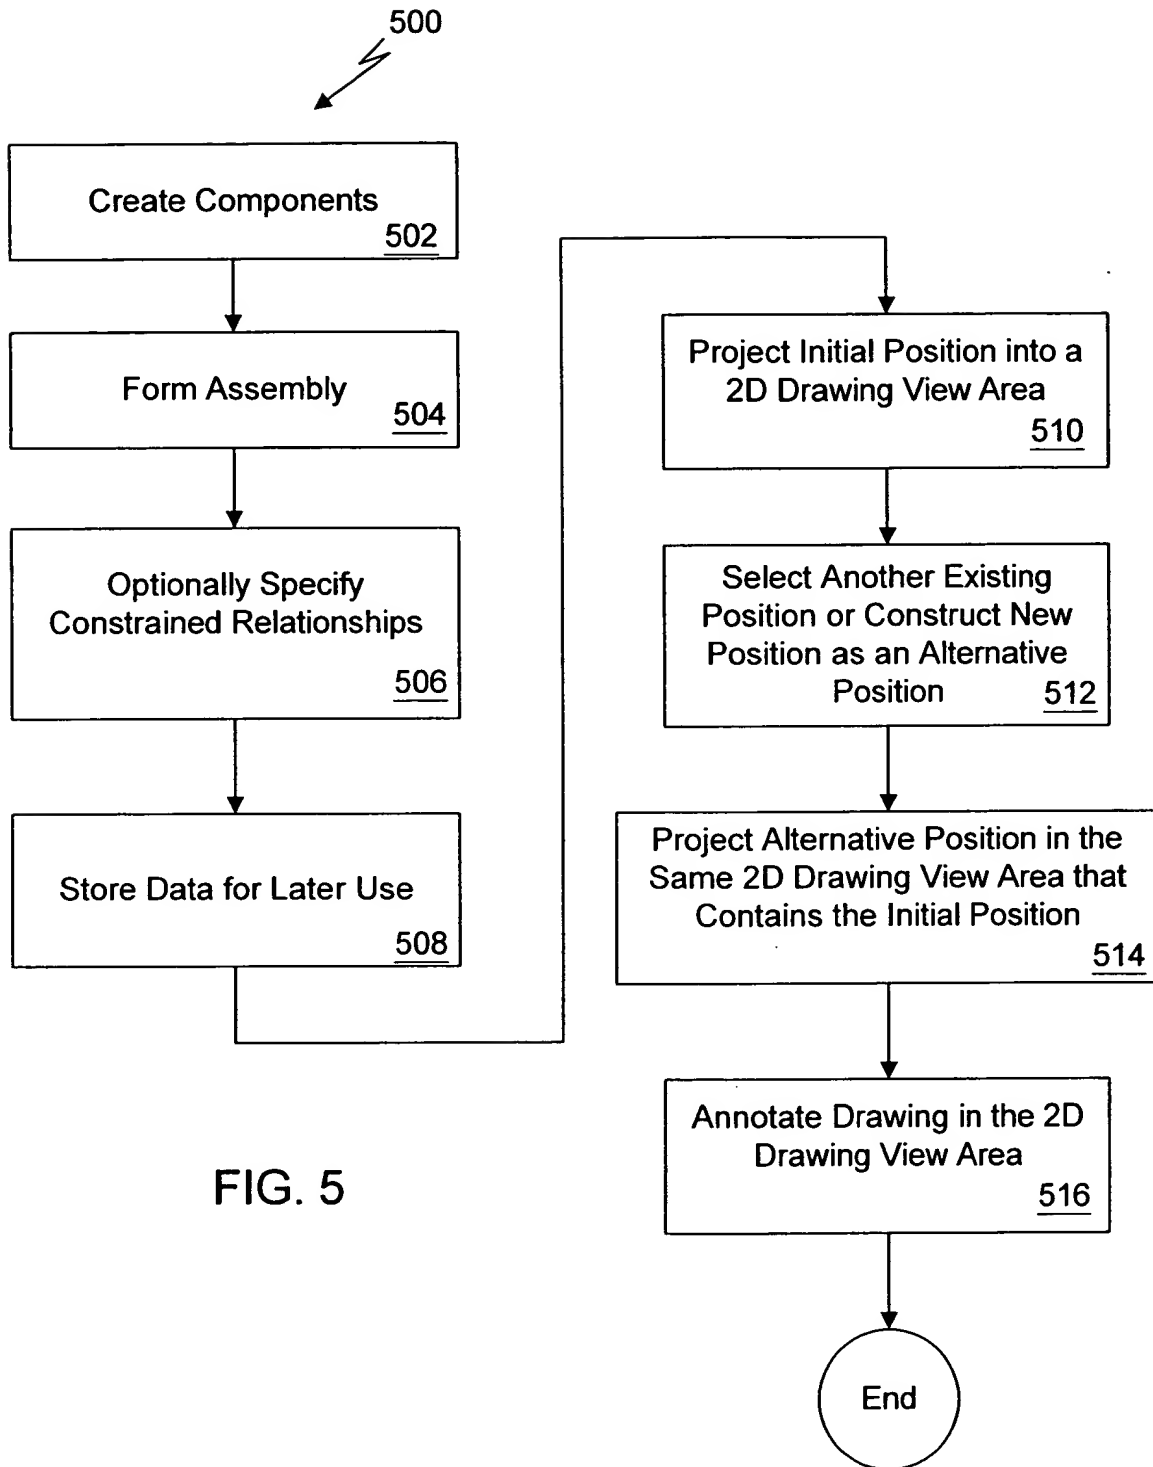 500
Create Components
502
Form Assembly
504
Optionally Specify
Constrained Relationships
506
Store Data for Later Use
508
Project Initial Position into a
2D Drawing View Area
510
Select Another Existing
Position or Construct New
Position as an Alternative
Position
512
Project Alternative Position in the
Same 2D Drawing View Area that
Contains the Initial Position
514
Annotate Drawing in the 2D
Drawing View Area
516
End
FIG. 5